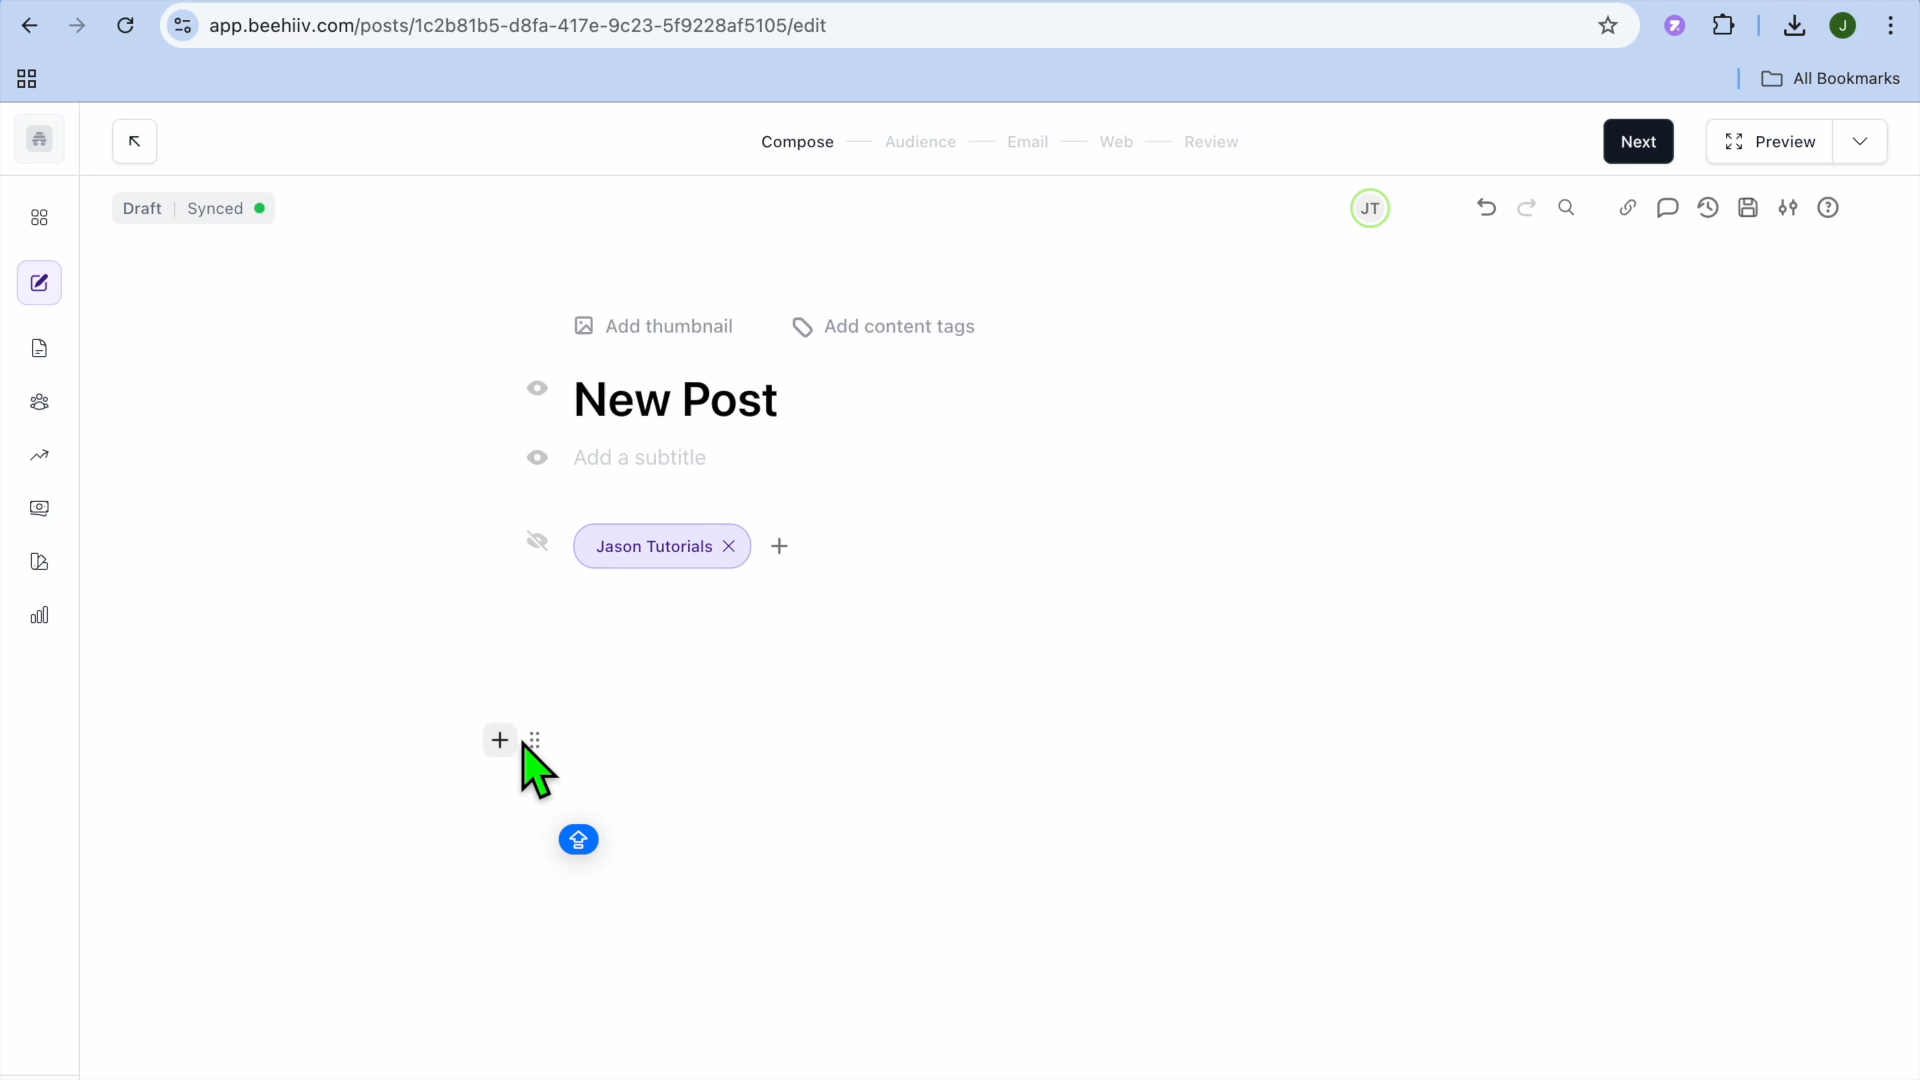 app.beehiiv.com/posts/1c2b81b5-d8fa-417e-9c23-5f9228af5105/edit
J
All Bookmarks
Compose Audience Email Web Review
Next
Preview
Draft | Synced
JT
Add thumbnail
Add content tags
New Post
Add a subtitle
Jason Tutorials